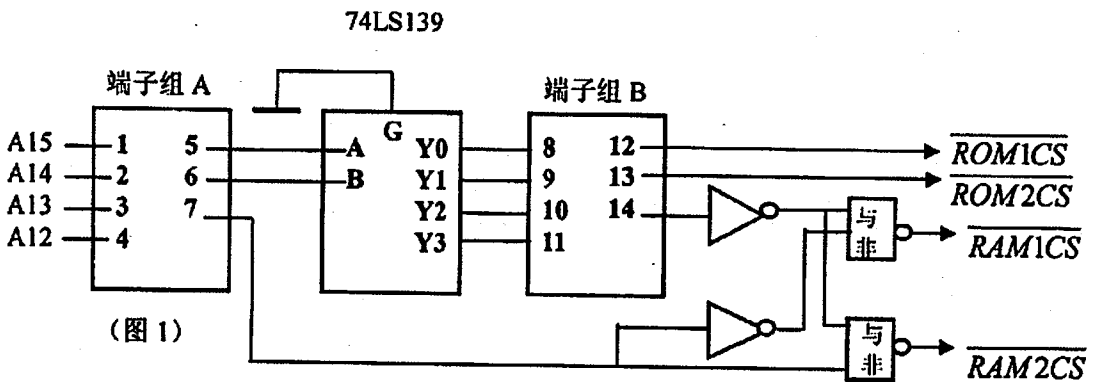 74LS139
端子组 A
端子组 B
G
A15 1 5 A Y0 8 12 ROM1CS
A14 2 6 B Y1 9 13 ROM2CS
A13 3 7 Y2 10 14 与非
A12 4 Y3 11 RAM1CS
(图 1)
与非
RAM2CS